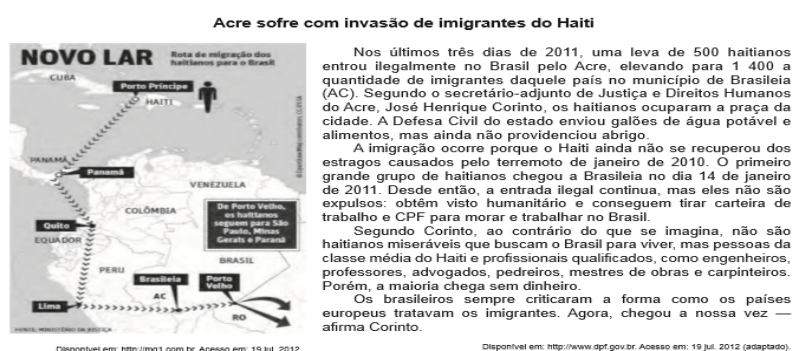 Acre sofre com invasão de imigrantes do Haiti
NOVO LAR
Rota de migração dos
haitianos para o Brasil
CUBA
Porto Príncipe
HAITI
PANAMÁ
Panamá
VENEZUELA
COLÔMBIA
De Porto Velho,
os haitianos
seguem para São
Paulo, Minas
Gerais e Paraná
Quito
EQUADOR
BRASIL
PERU
Brasileia
Porto
Velho
AC
Lima
RO
FONTE: MINISTÉRIO DA JUSTIÇA
Disponível em: http://mg1.com.br. Acesso em: 19 jul. 2012
Nos últimos três dias de 2011, uma leva de 500 haitianos
entrou ilegalmente no Brasil pelo Acre, elevando para 1 400 a
quantidade de imigrantes daquele país no município de Brasileia
(AC). Segundo o secretário-adjunto de Justiça e Direitos Humanos
do Acre, José Henrique Corinto, os haitianos ocuparam a praça da
cidade. A Defesa Civil do estado enviou galões de água potável e
alimentos, mas ainda não providenciou abrigo.
A imigração ocorre porque o Haiti ainda não se recuperou dos
estragos causados pelo terremoto de janeiro de 2010. O primeiro
grande grupo de haitianos chegou a Brasileia no dia 14 de janeiro
de 2011. Desde então, a entrada ilegal continua, mas eles não são
expulsos: obtêm visto humanitário e conseguem tirar carteira de
trabalho e CPF para morar e trabalhar no Brasil.
Segundo Corinto, ao contrário do que se imagina, não são
haitianos miseráveis que buscam o Brasil para viver, mas pessoas da
classe média do Haiti e profissionais qualificados, como engenheiros,
professores, advogados, pedreiros, mestres de obras e carpinteiros.
Porém, a maioria chega sem dinheiro.
Os brasileiros sempre criticaram a forma como os países
europeus tratavam os imigrantes. Agora, chegou a nossa vez —
afirma Corinto.
Disponível em: http://www.dpf.gov.br. Acesso em: 19 jul. 2012 (adaptado).